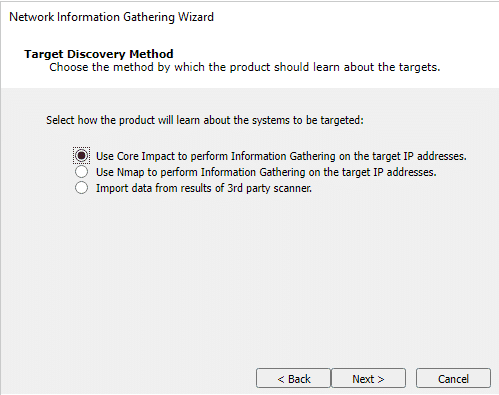 Network Information Gathering Wizard
Target Discovery Method
Choose the method by which the product should learn about the targets.
Select how the product will learn about the systems to be targeted:
Use Core Impact to perform Information Gathering on the target IP addresses.
Use Nmap to perform Information Gathering on the target IP addresses.
Import data from results of 3rd party scanner.
< Back Next > Cancel